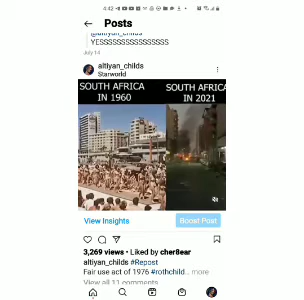 4:42
Posts
@altiyan_childs
YESSSSSSSSSSSSSSSS
July 14
altiyan_childs
Starworld
SOUTH AFRICA
IN 1960
SOUTH AFRICA
IN 2021
View Insights
Boost Post
3,269 views • Liked by cher8ear
altiyan_childs #Repost
Fair use act of 1976 #rothchild... more
View all 11 comments